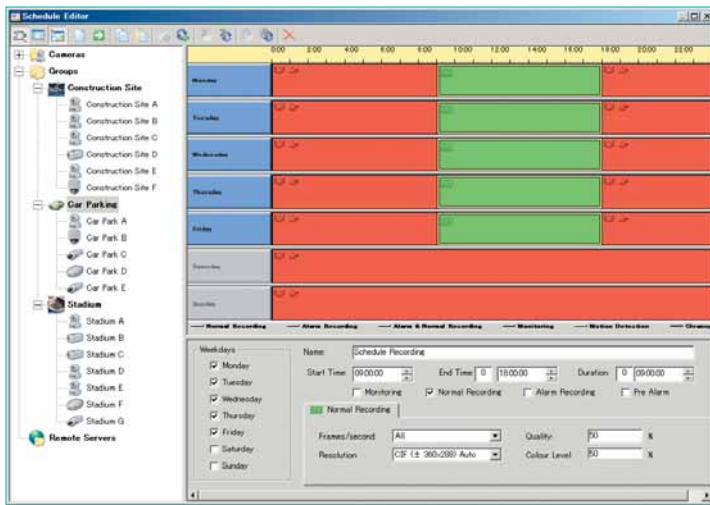 Schedule Editor
0:00 2:00 4:00 6:00 8:00 10:00 12:00 14:00 16:00 18:00 20:00 22:00
Cameras
Groups
Construction Site
Construction Site A
Construction Site B
Construction Site C
Construction Site D
Construction Site E
Construction Site F
Car Parking
Car Park A
Car Park B
Car Park C
Car Park D
Car Park E
Stadium
Stadium A
Stadium B
Stadium C
Stadium D
Stadium E
Stadium F
Stadium G
Remote Servers
Monday
Tuesday
Wednesday
Thursday
Friday
Saturday
Sunday
Normal Recording Alarm Recording Alarm & Normal Recording Monitoring Motion Detection
Weekdays
Monday
Tuesday
Wednesday
Thursday
Friday
Saturday
Sunday
Name Schedule Recording
Start Time 09:00:00 End Time 0 18:00:00 Duration 0 09:00:00
Monitoring Normal Recording Alarm Recording Pre Alarm
Normal Recording
Frames/second All Quality 50 %
Resolution CIF (± 360x288) Auto Colour Level 50 %